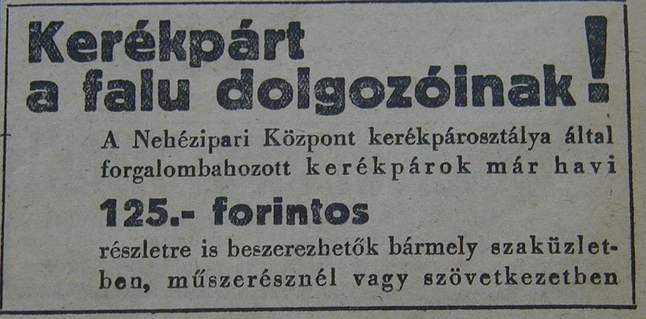 Kerékpárt
a falu dolgozóinak!
A Nehézipari Központ kerékpárosztálya által
forgalombahozott kerékpárok már havi
125.- forintos
részletre is beszerezhetők bármely szaküzlet-
ben, műszerésznél vagy szövetkezetben